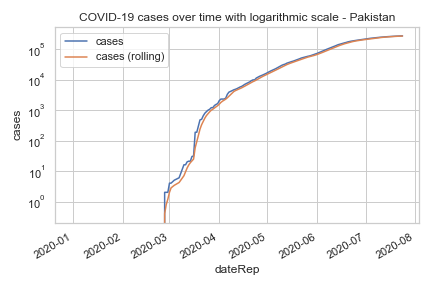 COVID-19 cases over time with logarithmic scale - Pakistan
cases
cases (rolling)
10^5
10^4
10^3
10^2
10^1
10^0
cases
2020-01
2020-02
2020-03
2020-04
2020-05
2020-06
2020-07
2020-08
dateRep